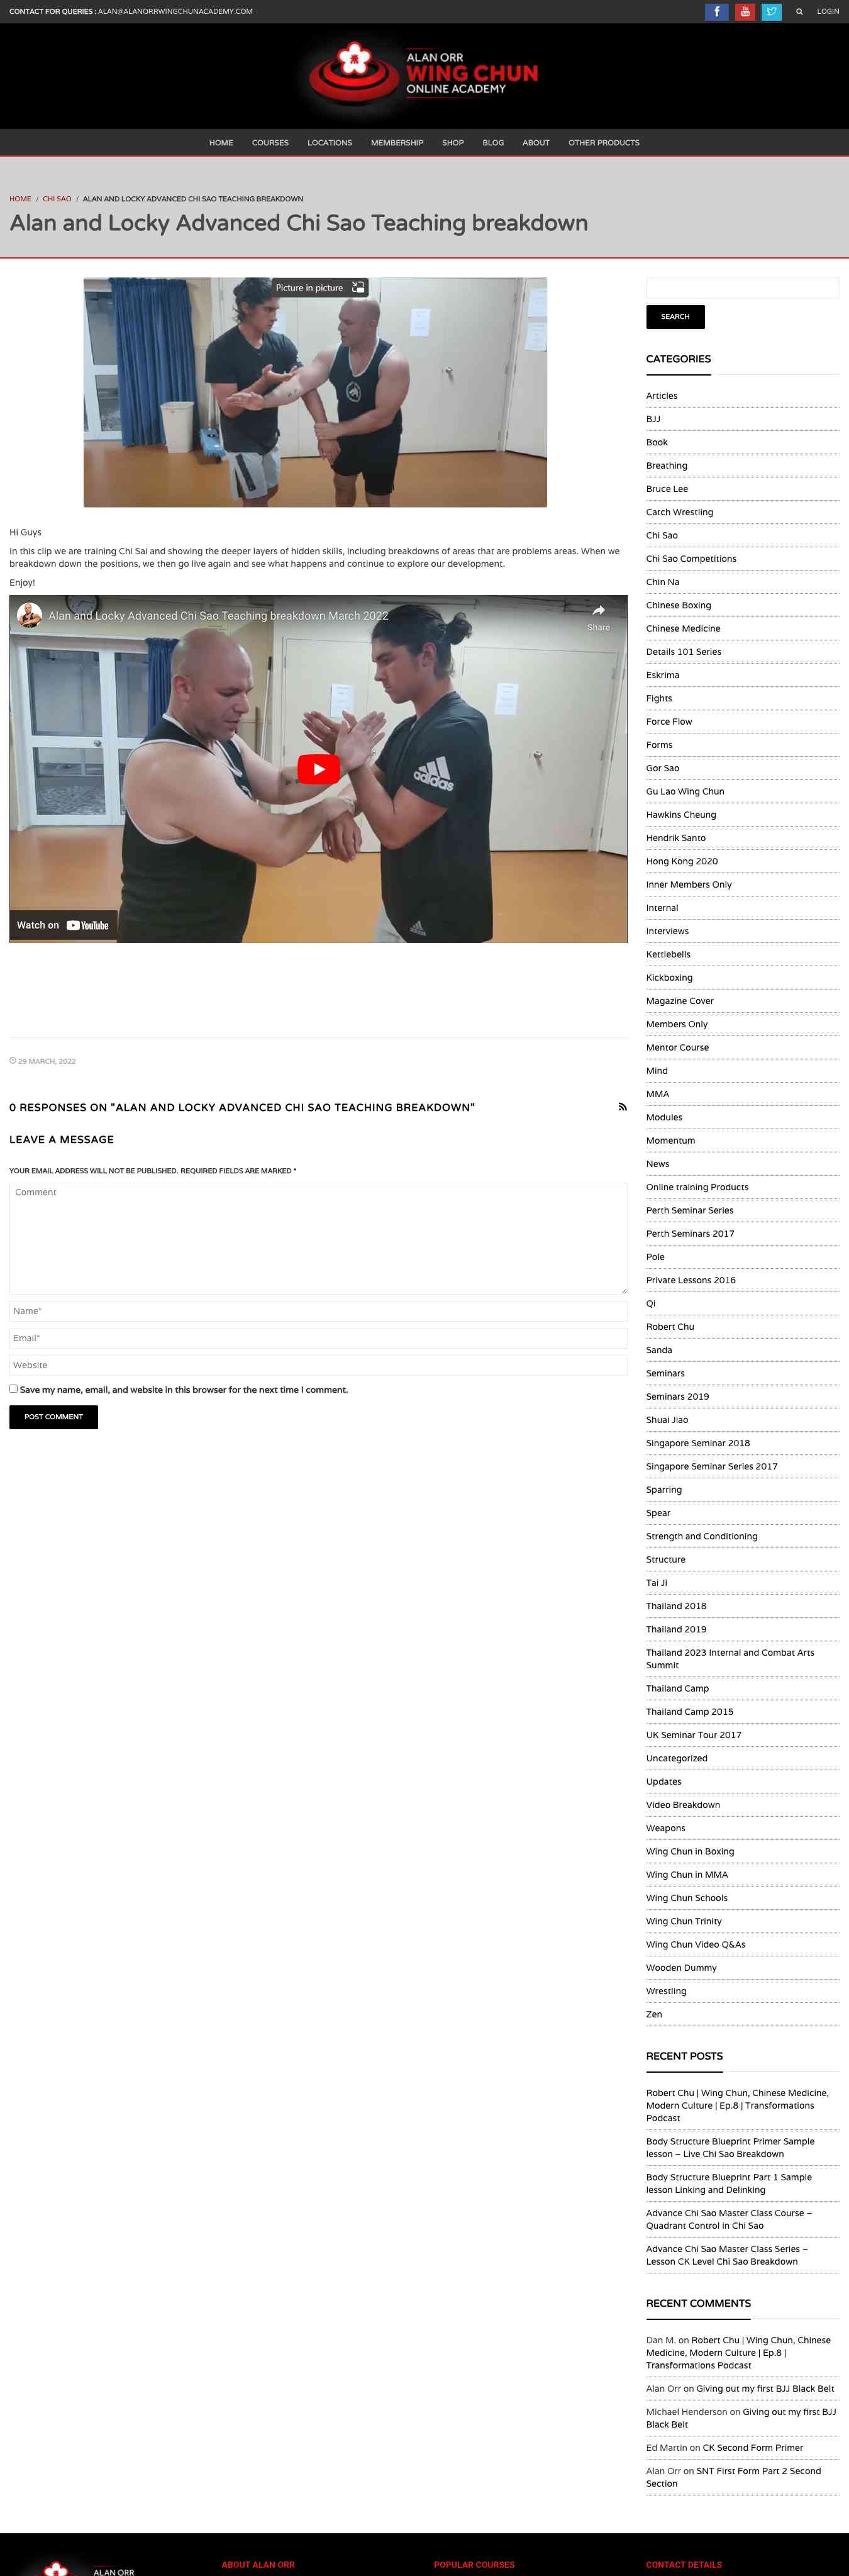 CONTACT FOR QUERIES : ALAN@ALANORRWINGCHUNACADEMY.COM
LOGIN
ALAN ORR
WING CHUN
ONLINE ACADEMY
HOME COURSES LOCATIONS MEMBERSHIP SHOP BLOG ABOUT OTHER PRODUCTS
HOME / CHI SAO / ALAN AND LOCKY ADVANCED CHI SAO TEACHING BREAKDOWN
Alan and Locky Advanced Chi Sao Teaching breakdown
Picture in picture
Hi Guys
In this clip we are training Chi Sai and showing the deeper layers of hidden skills, including breakdowns of areas that are problems areas. When we
breakdown down the positions, we then go live again and see what happens and continue to explore our development.
Enjoy!
Alan and Locky Advanced Chi Sao Teaching breakdown March 2022
Share
adidas
Watch on YouTube
29 MARCH, 2022
0 RESPONSES ON "ALAN AND LOCKY ADVANCED CHI SAO TEACHING BREAKDOWN"
LEAVE A MESSAGE
YOUR EMAIL ADDRESS WILL NOT BE PUBLISHED. REQUIRED FIELDS ARE MARKED *
Comment
Name*
Email*
Website
Save my name, email, and website in this browser for the next time I comment.
POST COMMENT
SEARCH
CATEGORIES
Articles
BJJ
Book
Breathing
Bruce Lee
Catch Wrestling
Chi Sao
Chi Sao Competitions
Chin Na
Chinese Boxing
Chinese Medicine
Details 101 Series
Eskrima
Fights
Force Flow
Forms
Gor Sao
Gu Lao Wing Chun
Hawkins Cheung
Hendrik Santo
Hong Kong 2020
Inner Members Only
Internal
Interviews
Kettlebells
Kickboxing
Magazine Cover
Members Only
Mentor Course
Mind
MMA
Modules
Momentum
News
Online training Products
Perth Seminar Series
Perth Seminars 2017
Pole
Private Lessons 2016
Qi
Robert Chu
Sanda
Seminars
Seminars 2019
Shuai Jiao
Singapore Seminar 2018
Singapore Seminar Series 2017
Sparring
Spear
Strength and Conditioning
Structure
Tai Ji
Thailand 2018
Thailand 2019
Thailand 2023 Internal and Combat Arts
Summit
Thailand Camp
Thailand Camp 2015
UK Seminar Tour 2017
Uncategorized
Updates
Video Breakdown
Weapons
Wing Chun in Boxing
Wing Chun in MMA
Wing Chun Schools
Wing Chun Trinity
Wing Chun Video Q&As
Wooden Dummy
Wrestling
Zen
RECENT POSTS
Robert Chu | Wing Chun, Chinese Medicine,
Modern Culture | Ep.8 | Transformations
Podcast
Body Structure Blueprint Primer Sample
lesson – Live Chi Sao Breakdown
Body Structure Blueprint Part 1 Sample
lesson Linking and Delinking
Advance Chi Sao Master Class Course –
Quadrant Control in Chi Sao
Advance Chi Sao Master Class Series –
Lesson CK Level Chi Sao Breakdown
RECENT COMMENTS
Dan M. on Robert Chu | Wing Chun, Chinese
Medicine, Modern Culture | Ep.8 |
Transformations Podcast
Alan Orr on Giving out my first BJJ Black Belt
Michael Henderson on Giving out my first BJJ
Black Belt
Ed Martin on CK Second Form Primer
Alan Orr on SNT First Form Part 2 Second
Section
ALAN ORR
ABOUT ALAN ORR
POPULAR COURSES
CONTACT DETAILS